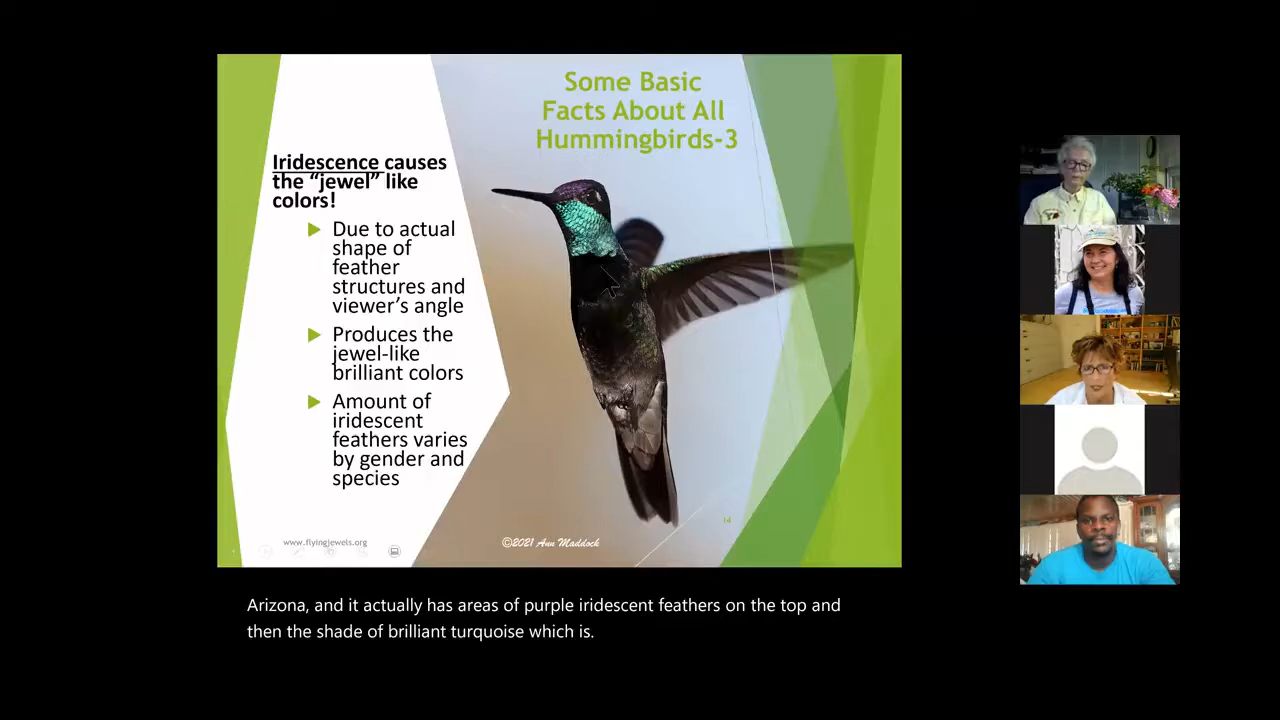 Some Basic
Facts About All
Hummingbirds-3
Iridescence causes
the “jewel” like
colors!
Due to actual
shape of
feather
structures and
viewer’s angle
Produces the
jewel-like
brilliant colors
Amount of
iridescent
feathers varies
by gender and
species
14
www.flyingjewels.org
©2021 Ann Maddock
Arizona, and it actually has areas of purple iridescent feathers on the top and
then the shade of brilliant turquoise which is.